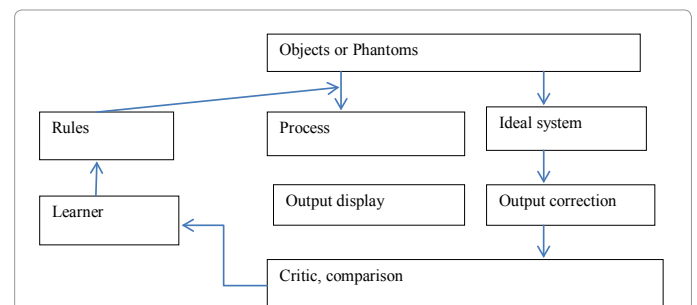 Objects or Phantoms
Rules
Process
Ideal system
Learner
Output display
Output correction
Critic, comparison